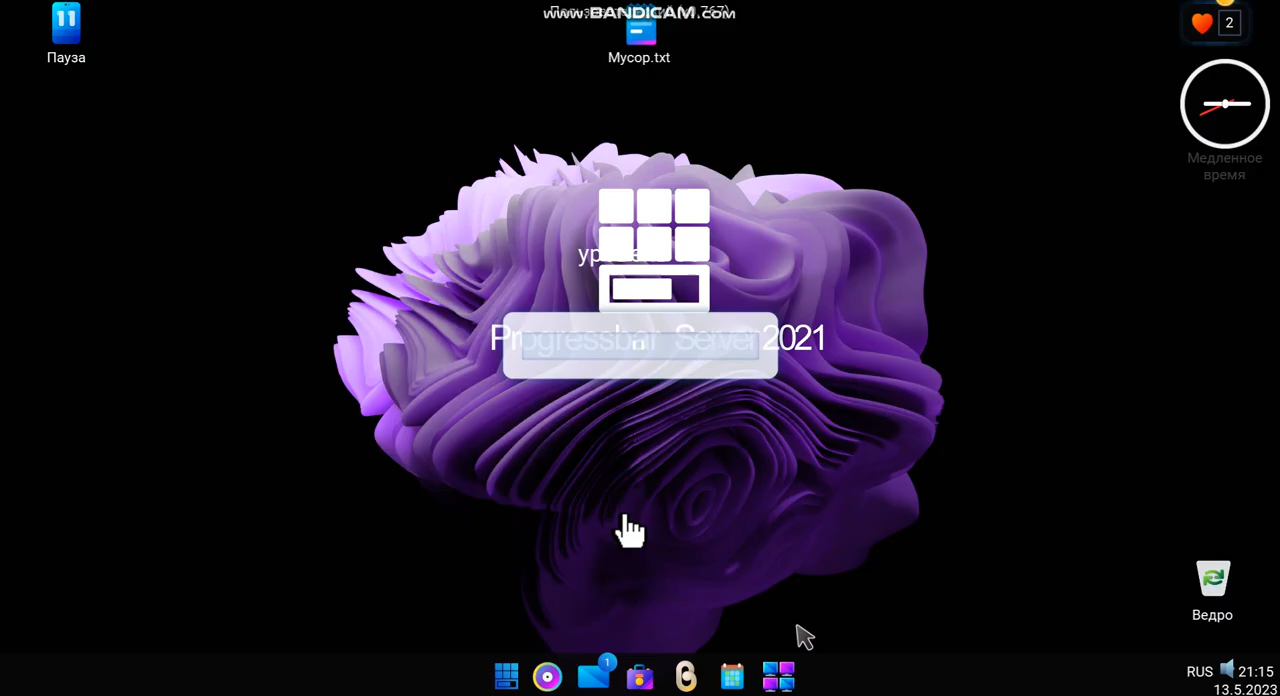 www.BANDICAM.com
11
Пауза
Мусор.txt
2
Медленное
время
Progressbar Server 2021
Ведро
1
RUS 21:15
13.5.2023